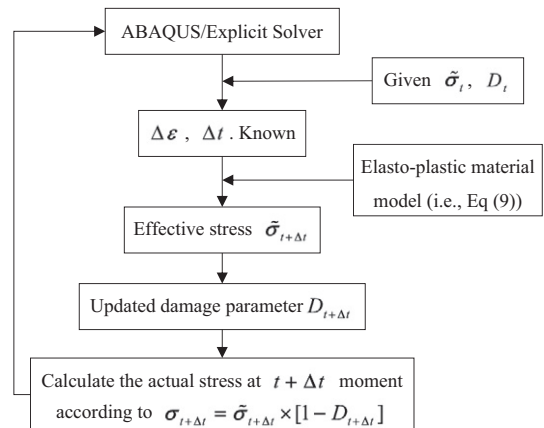 ABAQUS/Explicit Solver
Given σ̃ₜ, Dₜ
Δε , Δt . Known
Elasto-plastic material
model (i.e., Eq (9))
Effective stress σ̃ₜ₊Δₜ
Updated damage parameter Dₜ₊Δₜ
Calculate the actual stress at t + Δt moment
according to σₜ₊Δₜ = σ̃ₜ₊Δₜ × [1 − Dₜ₊Δₜ]